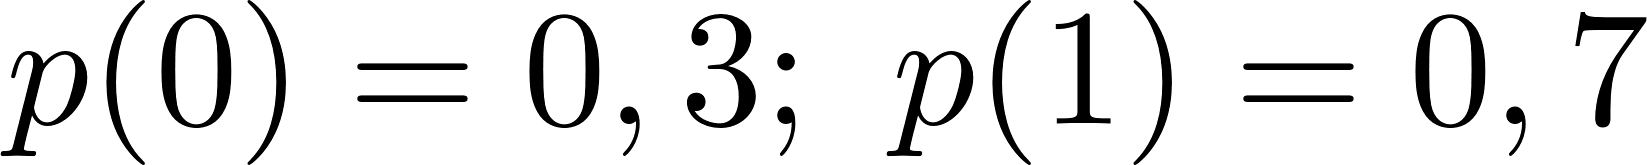 p(0) = 0, 3; p(1) = 0, 7